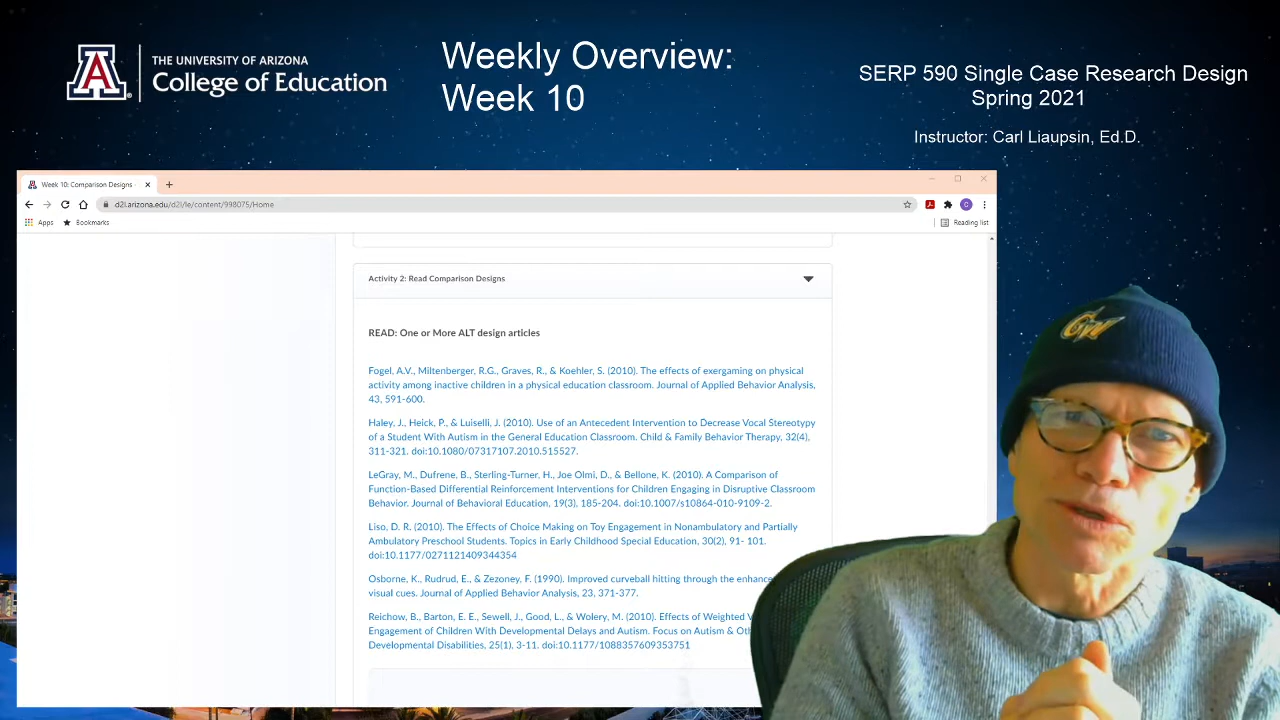 THE UNIVERSITY OF ARIZONA
College of Education
Weekly Overview:
Week 10
SERP 590 Single Case Research Design
Spring 2021
Instructor: Carl Liaupsin, Ed.D.
Week 10: Comparison Designs
d2l.arizona.edu/d2l/le/content/998075/Home
Apps Bookmarks Reading list
Activity 2: Read Comparison Designs
READ: One or More ALT design articles
Fogel, A.V., Miltenberger, R.G., Graves, R., & Koehler, S. (2010). The effects of exergaming on physical
activity among inactive children in a physical education classroom. Journal of Applied Behavior Analysis,
43, 591-600.
Haley, J., Heick, P., & Luiselli, J. (2010). Use of an Antecedent Intervention to Decrease Vocal Stereotypy
of a Student With Autism in the General Education Classroom. Child & Family Behavior Therapy, 32(4),
311-321. doi:10.1080/07317107.2010.515527.
LeGray, M., Dufrene, B., Sterling-Turner, H., Joe Olmi, D., & Bellone, K. (2010). A Comparison of
Function-Based Differential Reinforcement Interventions for Children Engaging in Disruptive Classroom
Behavior. Journal of Behavioral Education, 19(3), 185-204. doi:10.1007/s10864-010-9109-2.
Liso, D. R. (2010). The Effects of Choice Making on Toy Engagement in Nonambulatory and Partially
Ambulatory Preschool Students. Topics in Early Childhood Special Education, 30(2), 91- 101.
doi:10.1177/0271121409344354
Osborne, K., Rudrud, E., & Zezoney, F. (1990). Improved curveball hitting through the enhance
visual cues. Journal of Applied Behavior Analysis, 23, 371-377.
Reichow, B., Barton, E. E., Sewell, J., Good, L., & Wolery, M. (2010). Effects of Weighted V
Engagement of Children With Developmental Delays and Autism. Focus on Autism & Oth
Developmental Disabilities, 25(1), 3-11. doi:10.1177/1088357609353751
CW